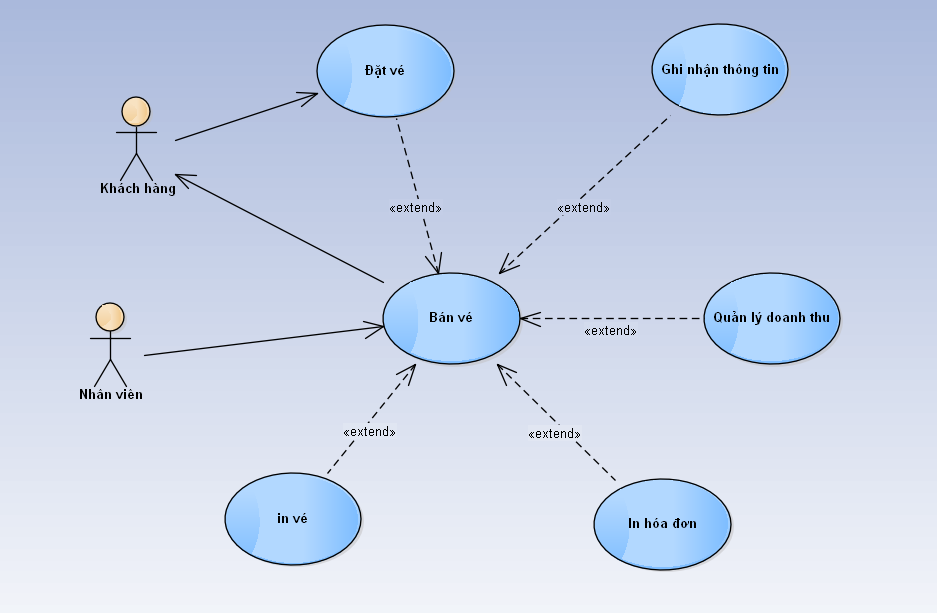 Đặt vé
Ghi nhận thông tin
Khách hàng
«extend»
«extend»
Bán vé
Quản lý doanh thu
«extend»
Nhân viên
«extend»
«extend»
in vé
In hóa đơn